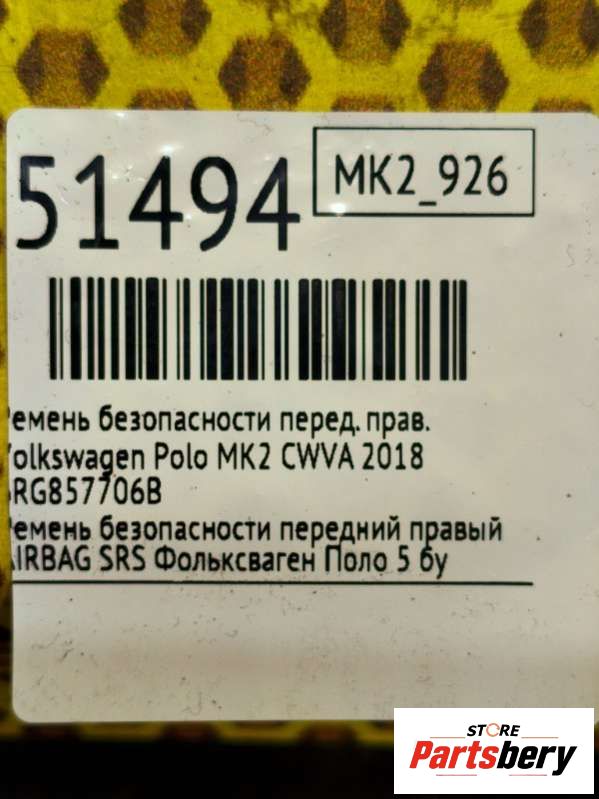 51494
MK2_926
емень безопасности перед. прав.
olkswagen Polo MK2 CWVA 2018
RG857706B
емень безопасности передний правый
AIRBAG SRS Фольксваген Поло 5 бу
STORE
Partsbery